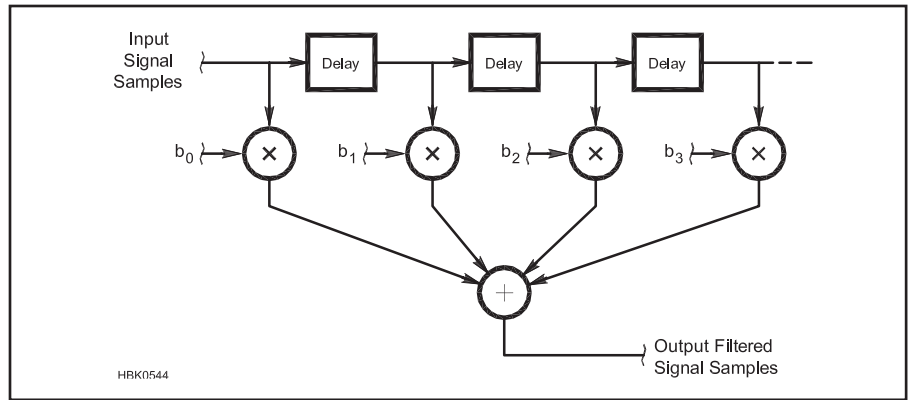 Input
Signal
Samples
Delay
Delay
Delay
b0
×
b1
×
b2
×
b3
×
+
Output Filtered
Signal Samples
HBK0544